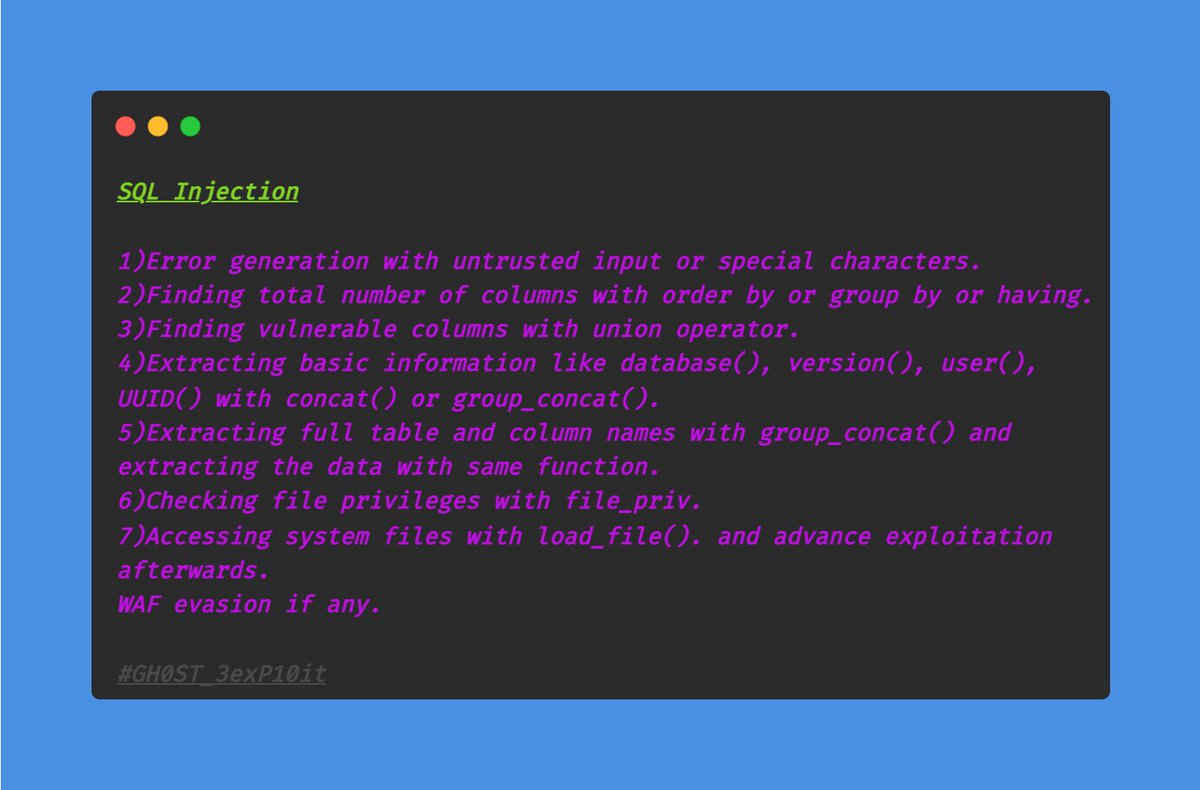 SQL Injection
1)Error generation with untrusted input or special characters.
2)Finding total number of columns with order by or group by or having.
3)Finding vulnerable columns with union operator.
4)Extracting basic information like database(), version(), user(),
UUID() with concat() or group_concat().
5)Extracting full table and column names with group_concat() and
extracting the data with same function.
6)Checking file privileges with file_priv.
7)Accessing system files with load_file(). and advance exploitation
afterwards.
WAF evasion if any.
#GH0ST_3exP10it